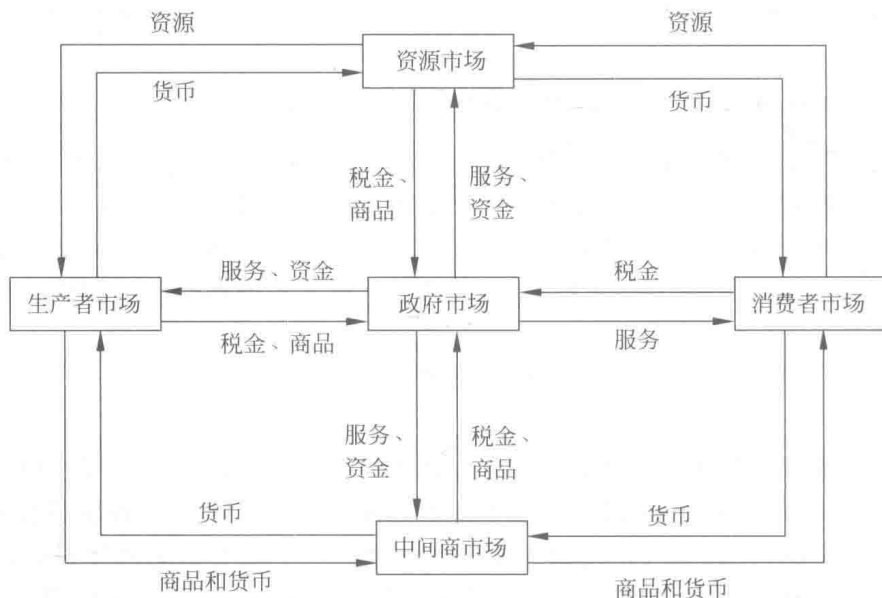 资源
资源
资源市场
货币
货币
税金、
商品
服务、
资金
服务、资金
税金
生产者市场
政府市场
消费者市场
税金、商品
服务
服务、
资金
税金、
商品
货币
货币
中间商市场
商品和货币
商品和货币